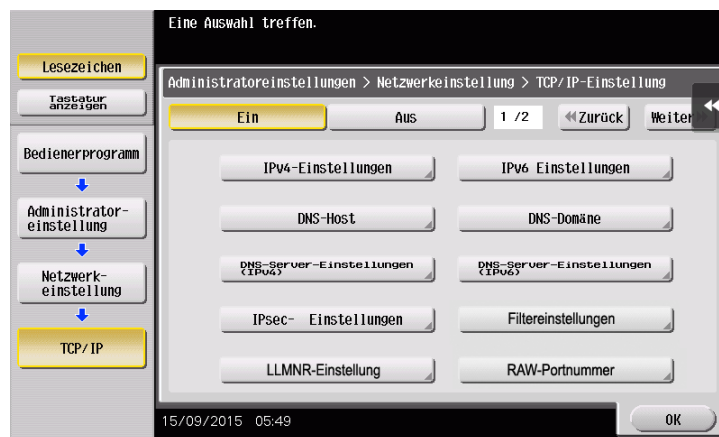 Eine Auswahl treffen.
Lesezeichen
Tastatur
anzeigen
Bedienerprogramm
Administrator-
einstellung
Netzwerk-
einstellung
TCP/IP
Administratoreinstellungen > Netzwerkeinstellung > TCP/IP-Einstellung
Ein Aus 1 /2 Zurück Weiter
IPv4-Einstellungen IPv6 Einstellungen
DNS-Host DNS-Domäne
DNS-Server-Einstellungen
(IPv4)
DNS-Server-Einstellungen
(IPv6)
IPsec- Einstellungen Filtereinstellungen
LLMNR-Einstellung RAW-Portnummer
15/09/2015 05:49 OK